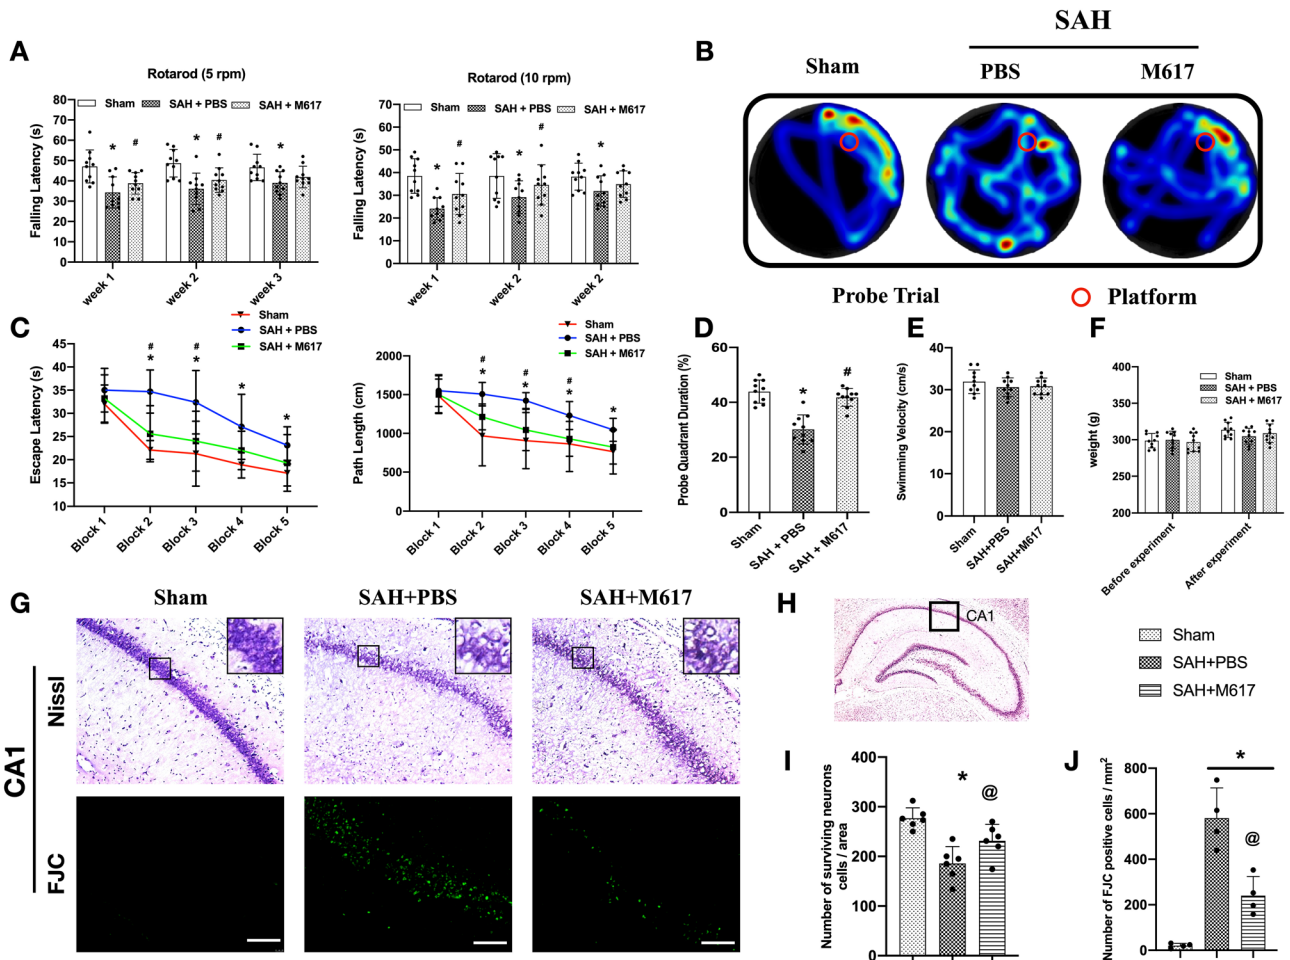 A
Rotarod (5 rpm)
Sham SAH + PBS SAH + M617
Falling Latency (s)
80
70
60
50
40
30
20
10
0
* # * # *
week 1 week 2 week 3
Rotarod (10 rpm)
Sham SAH + PBS SAH + M617
Falling Latency (s)
70
60
50
40
30
20
10
0
* # * # *
week 1 week 2 week 2
B
SAH
Sham PBS M617
Probe Trial Platform
C
Sham
SAH + PBS
SAH + M617
Escape Latency (s)
45
40
35
30
25
20
15
10
# #
* * * *
Block 1 Block 2 Block 3 Block 4 Block 5
Sham
SAH + PBS
SAH + M617
Path Length (cm)
2000
1500
1000
500
0
# # #
* * * *
Block 1 Block 2 Block 3 Block 4 Block 5
D
Probe Quadrant Duration (%)
60
40
20
0
* #
Sham SAH + PBS SAH + M617
E
Swimming Velocity (cm/s)
40
30
20
10
0
Sham SAH+PBS SAH+M617
F
weight (g)
400
350
300
250
200
Sham
SAH + PBS
SAH + M617
Before experiment After experiment
G
Sham SAH+PBS SAH+M617
CA1
Nissl
FJC
H
CA1
Sham
SAH+PBS
SAH+M617
I
Number of surviving neurons
cells / area
400
300
200
100
0
* @
J
Number of FJC positive cells / mm²
800
600
400
200
0
*
@